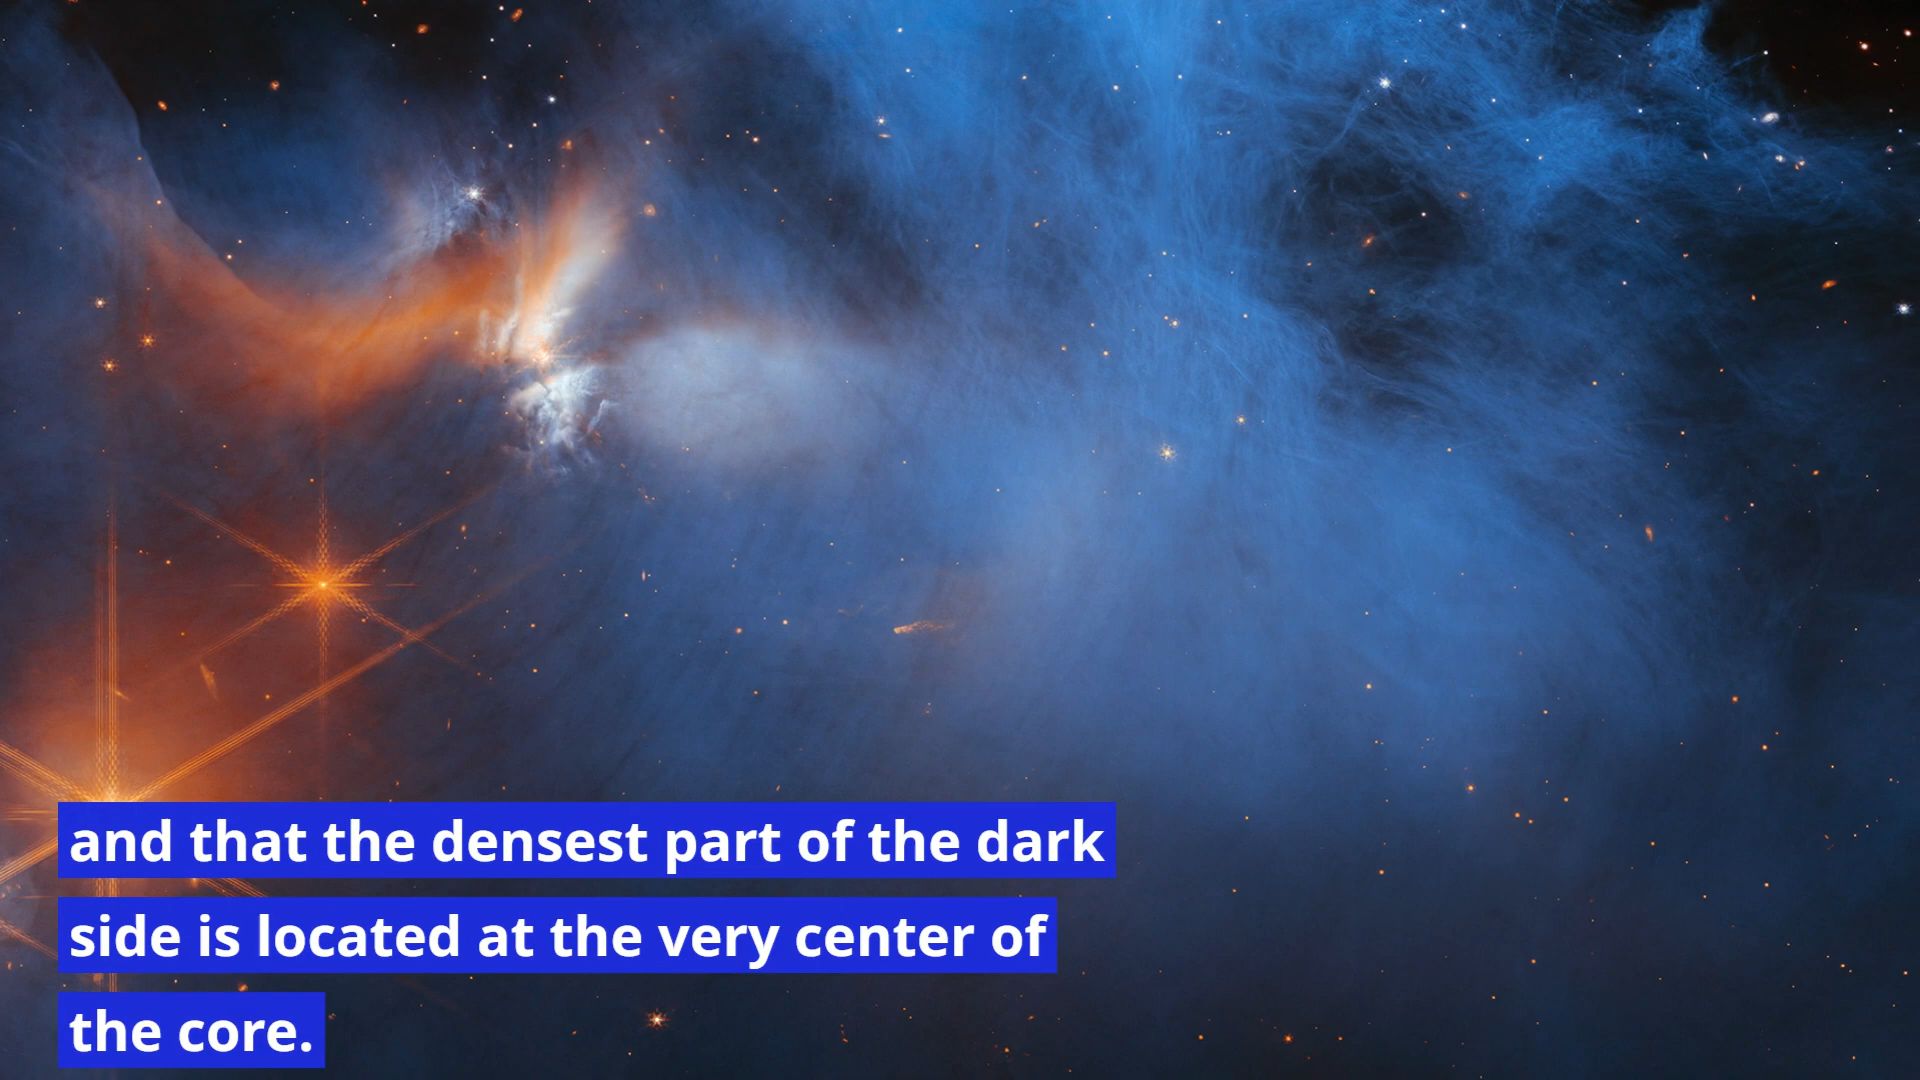 and that the densest part of the dark
side is located at the very center of
the core.